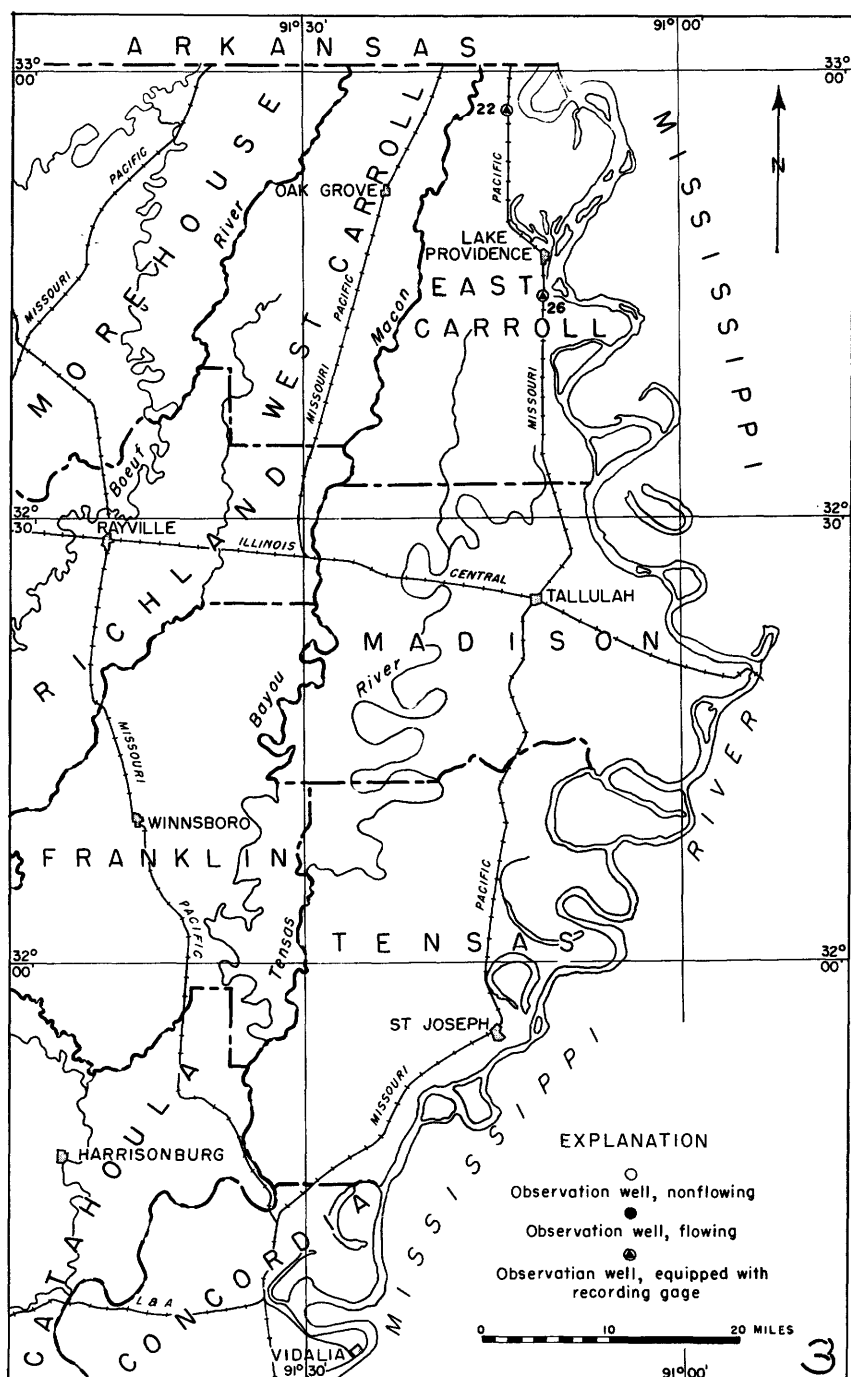 91°30'
91°00'
ARKANSAS
33°
00'
33°
00'
22
MISSISSIPPI
N
PACIFIC
MOREHOUSE
River
OAK GROVE
WEST CARROLL
PACIFIC
MISSOURI
Macon
PACIFIC
LAKE
PROVIDENCE
EAST
CARROLL
26
MISSOURI
MISSOURI
Boeuf
32°
30'
32°
30'
RAYVILLE
ILLINOIS
CENTRAL
RICHLAND
TALLULAH
MADISON
River
Bayou
MISSOURI
RIVER
WINNSBORO
FRANKLIN
PACIFIC
PACIFIC
TENSAS
Tensas
32°
00'
32°
00'
ST JOSEPH
MISSOURI
MISSISSIPPI
CATAHOULA
HARRISONBURG
CONCORDIA
L&A
VIDALIA
EXPLANATION
Observation well, nonflowing
Observation well, flowing
Observation well, equipped with
recording gage
0 10 20 MILES
91°30'
91°00'
3